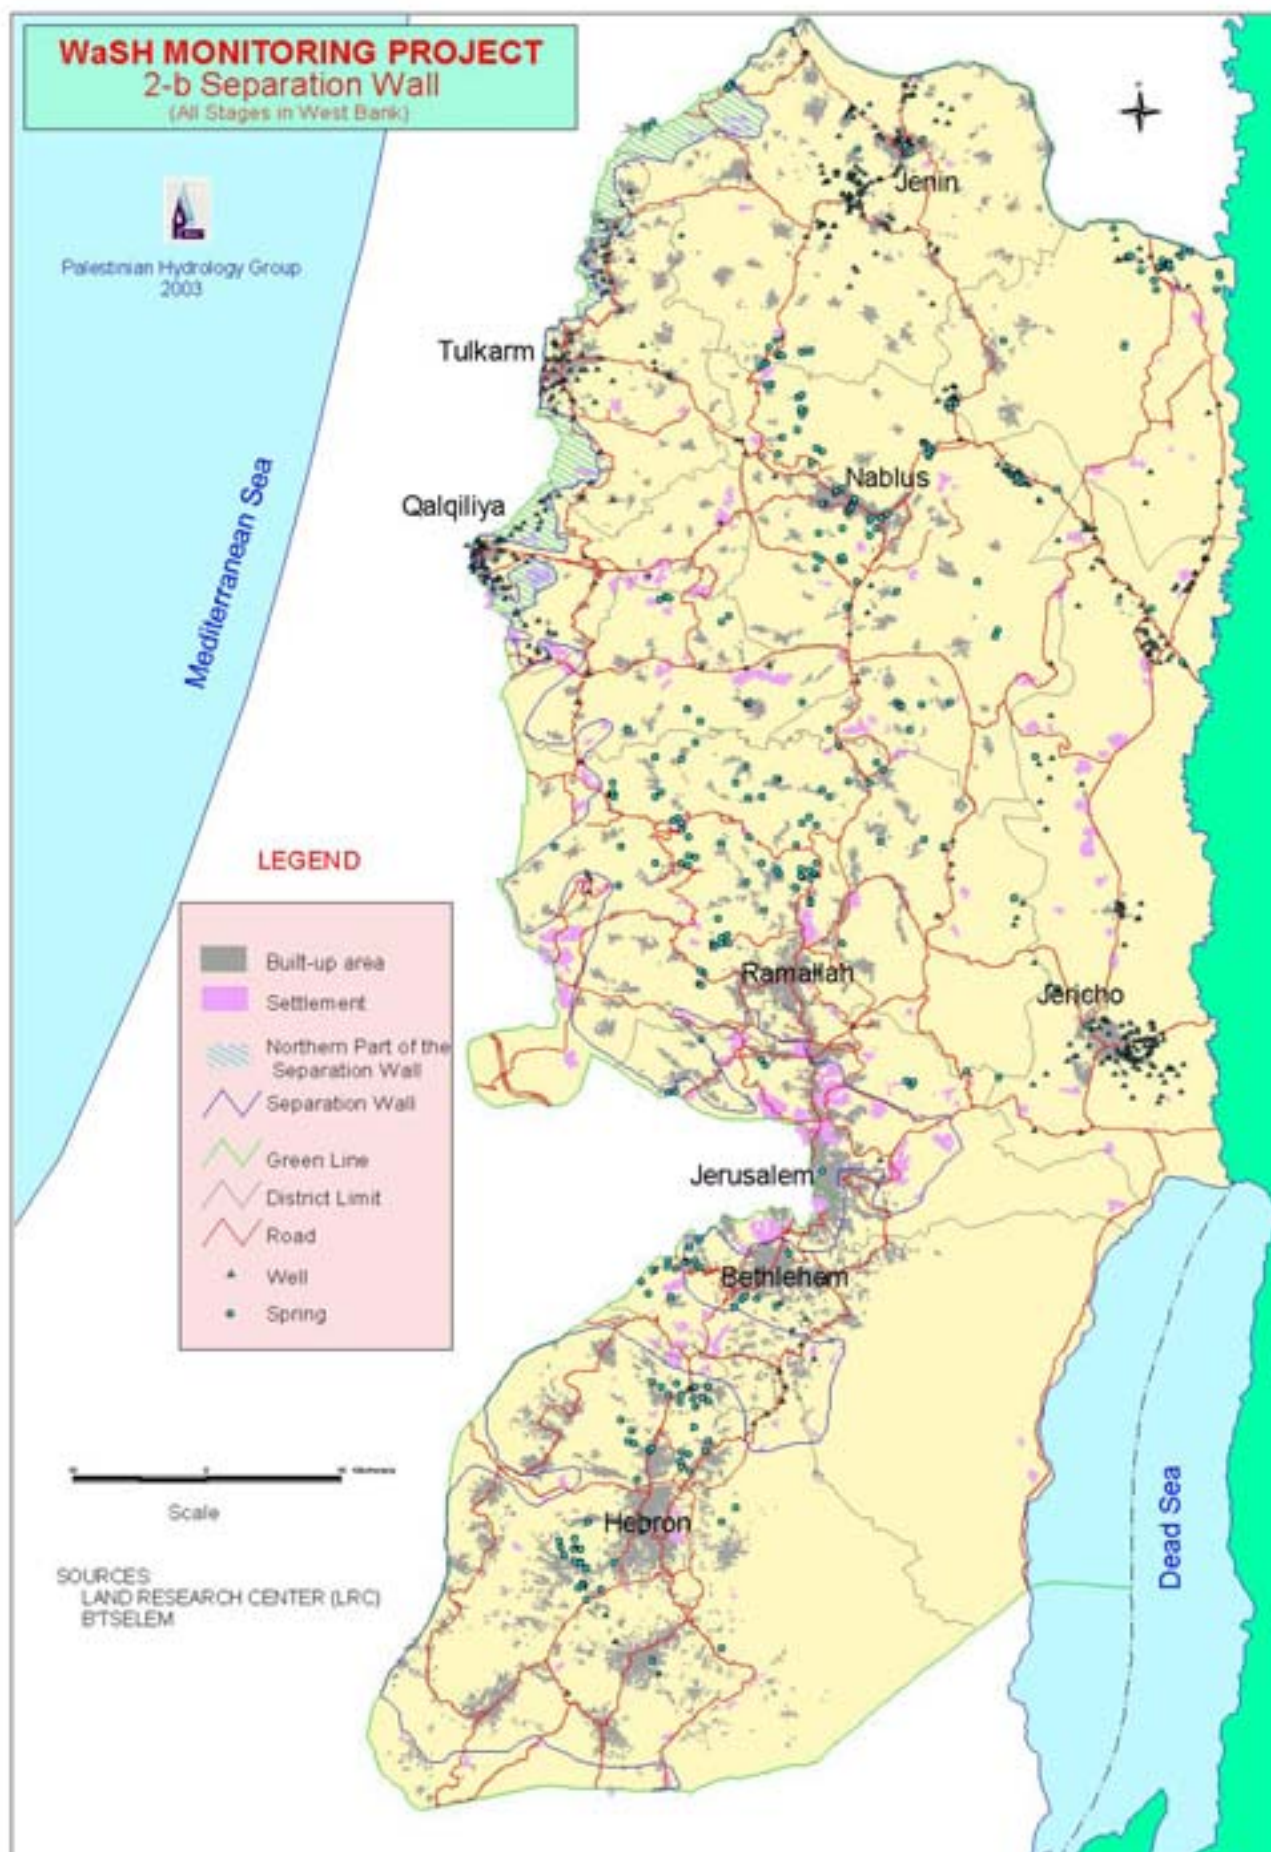 WaSH MONITORING PROJECT
2-b Separation Wall
(All Stages in West Bank)
Palestinian Hydrology Group
2003
Jenin
Tulkarm
Nablus
Qalqiliya
Mediterranean Sea
LEGEND
Built-up area
Settlement
Northern Part of the
Separation Wall
Separation Wall
Green Line
District Limit
Road
Well
Spring
Ramallah
Jericho
Jerusalem
Bethlehem
Hebron
Dead Sea
Scale
SOURCES:
LAND RESEARCH CENTER (LRC)
B'TSELEM